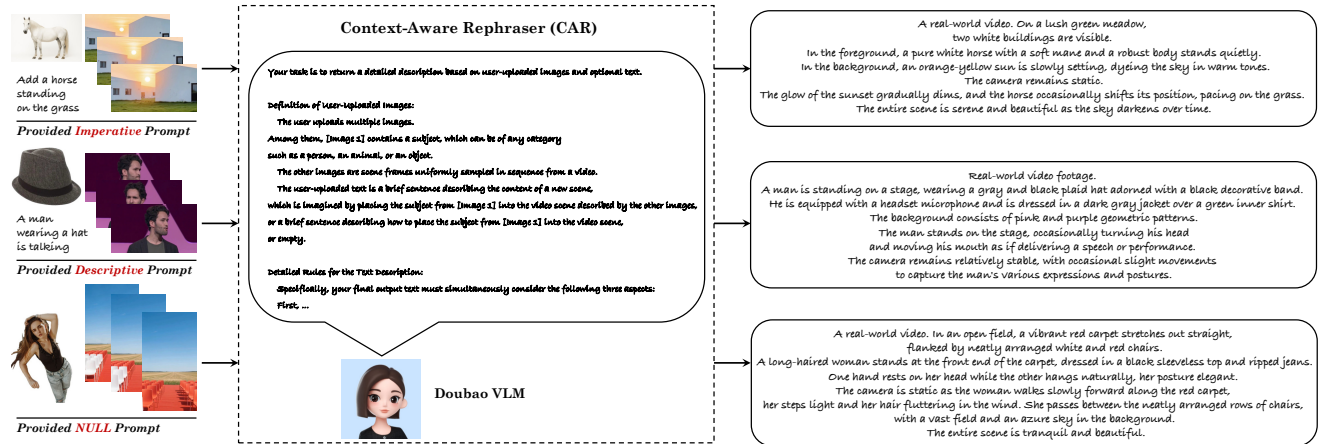 Add a horse
standing
on the grass
Provided Imperative Prompt
A man
wearing a hat
is talking
Provided Descriptive Prompt
Provided NULL Prompt
Context-Aware Rephraser (CAR)
Your task is to return a detailed description based on user-uploaded images and optional text.
Definition of User-Uploaded Images:
The user uploads multiple images.
Among them, [Image 1] contains a subject, which can be of any category
such as a person, an animal, or an object.
The other images are scene frames uniformly sampled in sequence from a video.
The user-uploaded text is a brief sentence describing the content of a new scene,
which is imagined by placing the subject from [Image 1] into the video scene described by the other images,
or a brief sentence describing how to place the subject from [Image 1] into the video scene,
or empty.
Detailed Rules for the Text Description:
Specifically, your final output text must simultaneously consider the following three aspects:
First, ...
Doubao VLM
A real-world video. On a lush green meadow,
two white buildings are visible.
In the foreground, a pure white horse with a soft mane and a robust body stands quietly.
In the background, an orange-yellow sun is slowly setting, dyeing the sky in warm tones.
The camera remains static.
The glow of the sunset gradually dims, and the horse occasionally shifts its position, pacing on the grass.
The entire scene is serene and beautiful as the sky darkens over time.
Real-world video footage.
A man is standing on a stage, wearing a gray and black plaid hat adorned with a black decorative band.
He is equipped with a headset microphone and is dressed in a dark gray jacket over a green inner shirt.
The background consists of pink and purple geometric patterns.
The man stands on the stage, occasionally turning his head
and moving his mouth as if delivering a speech or performance.
The camera remains relatively stable, with occasional slight movements
to capture the man's various expressions and postures.
A real-world video. In an open field, a vibrant red carpet stretches out straight,
flanked by neatly arranged white and red chairs.
A long-haired woman stands at the front end of the carpet, dressed in a black sleeveless top and ripped jeans.
One hand rests on her head while the other hangs naturally, her posture elegant.
The camera is static as the woman walks slowly forward along the red carpet,
her steps light and her hair fluttering in the wind. She passes between the neatly arranged rows of chairs,
with a vast field and an azure sky in the background.
The entire scene is tranquil and beautiful.